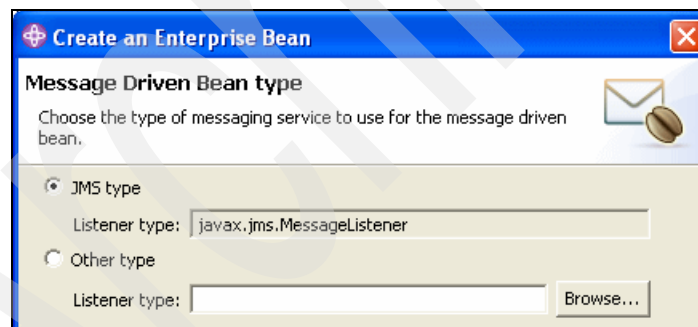 Create an Enterprise Bean
Message Driven Bean type
Choose the type of messaging service to use for the message driven
bean.
JMS type
Listener type: javax.jms.MessageListener
Other type
Listener type: Browse...